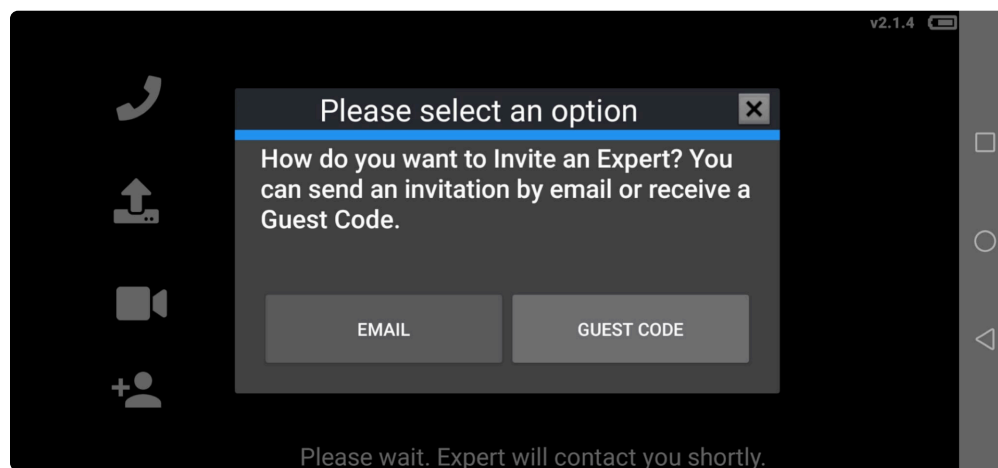 v2.1.4
Please select an option
How do you want to Invite an Expert? You
can send an invitation by email or receive a
Guest Code.
EMAIL
GUEST CODE
Please wait. Expert will contact you shortly.